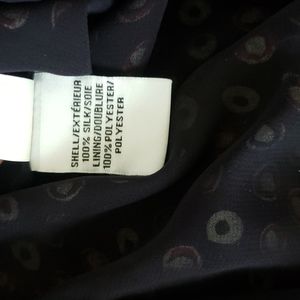 SHELL/EXTÉRIEUR
100% SILK/SOIE
LINING/DOUBLURE
100% POLYESTER/
POLYESTER